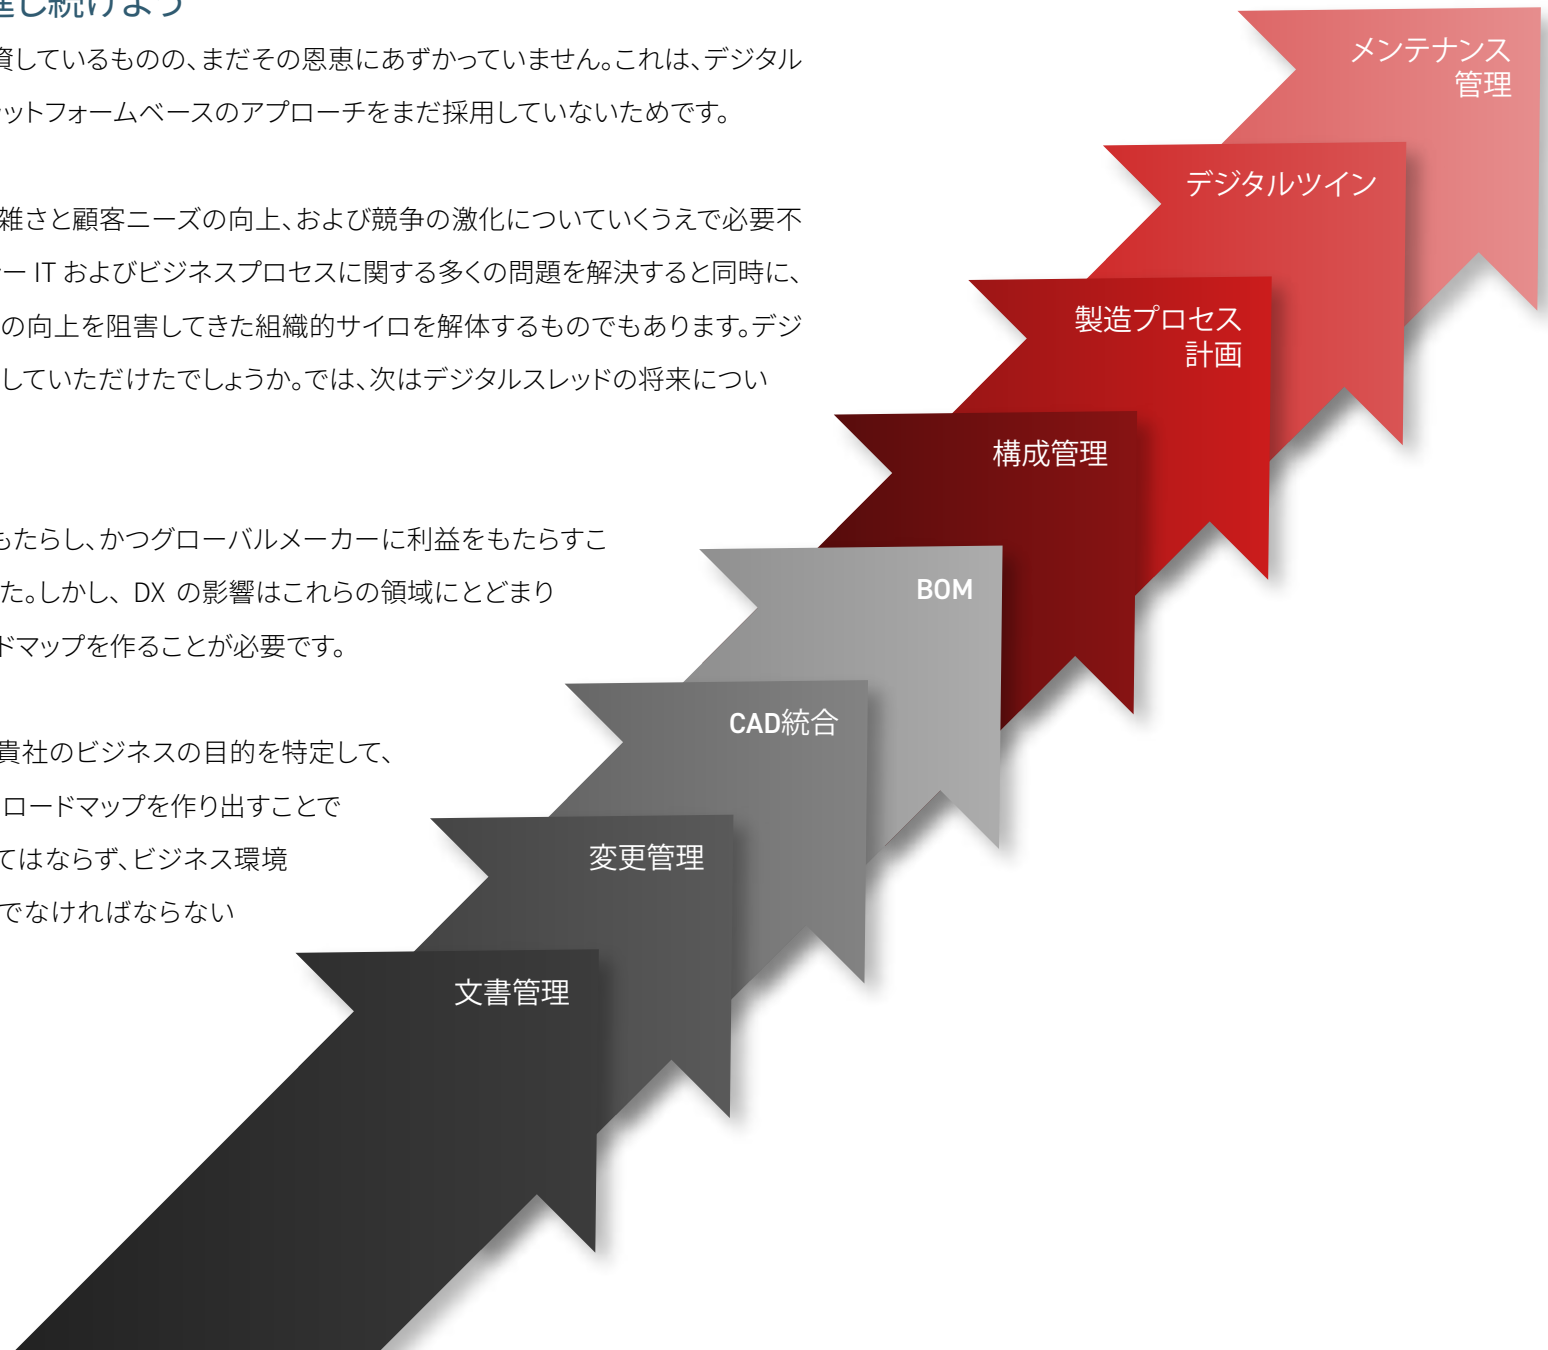 進し続けよう
資しているものの、まだその恩恵にあずかっていません。これは、デジタル
ットフォームベースのアプローチをまだ採用していないためです。
雑さと顧客ニーズの向上、および競争の激化についていくうえで必要不
ー IT およびビジネスプロセスに関する多くの問題を解決すると同時に、
の向上を阻害してきた組織的サイロを解体するものでもあります。デジ
していただけたでしょうか。では、次はデジタルスレッドの将来につい
もたらし、かつグローバルメーカーに利益をもたらすこ
た。しかし、DX の影響はこれらの領域にとどまり
ドマップを作ることが必要です。
貴社のビジネスの目的を特定して、
ロードマップを作り出すことで
てはならず、ビジネス環境
でなければならない
メンテナンス
管理
デジタルツイン
製造プロセス
計画
構成管理
BOM
CAD統合
変更管理
文書管理